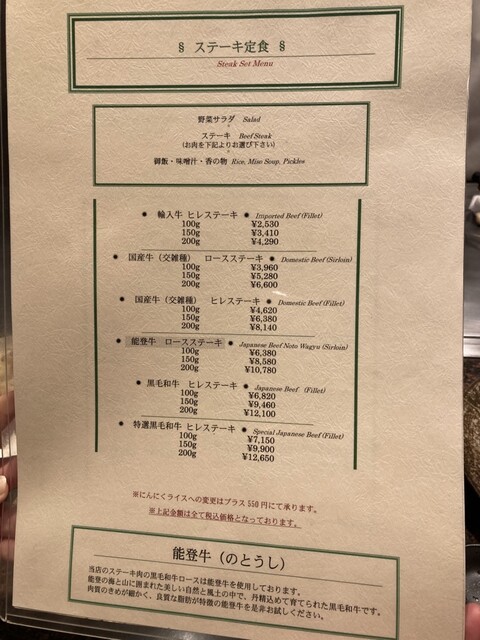 § ステーキ定食 §
Steak Set Menu
野菜サラダ Salad
ステーキ Beef Steak
(お肉を下記よりお選び下さい)
御飯・味噌汁・香の物 Rice, Miso Soup, Pickles
● 輸入牛 ヒレステーキ ● Imported Beef (Fillet)
100g ¥2,530
150g ¥3,410
200g ¥4,290
● 国産牛（交雑種） ロースステーキ ● Domestic Beef (Sirloin)
100g ¥3,960
150g ¥5,280
200g ¥6,600
● 国産牛（交雑種） ヒレステーキ ● Domestic Beef (Fillet)
100g ¥4,620
150g ¥6,380
200g ¥8,140
● 能登牛 ロースステーキ ● Japanese Beef Noto Wagyu (Sirloin)
100g ¥6,380
150g ¥8,580
200g ¥10,780
● 黒毛和牛 ヒレステーキ ● Japanese Beef (Fillet)
100g ¥6,820
150g ¥9,460
200g ¥12,100
● 特選黒毛和牛 ヒレステーキ ● Special Japanese Beef (Fillet)
100g ¥7,150
150g ¥9,900
200g ¥12,650
※にんにくライスへの変更はプラス 550 円にて承ります。
※上記金額は全て税込価格となっております。
能登牛（のとうし）
当店のステーキ肉の黒毛和牛ロースは能登牛を使用しております。
能登の海と山に囲まれた美しい自然と風土の中で、丹精込めて育てられた黒毛和牛です。
肉質のきめが細かく、良質な脂肪が特徴の能登牛を是非お試しください。